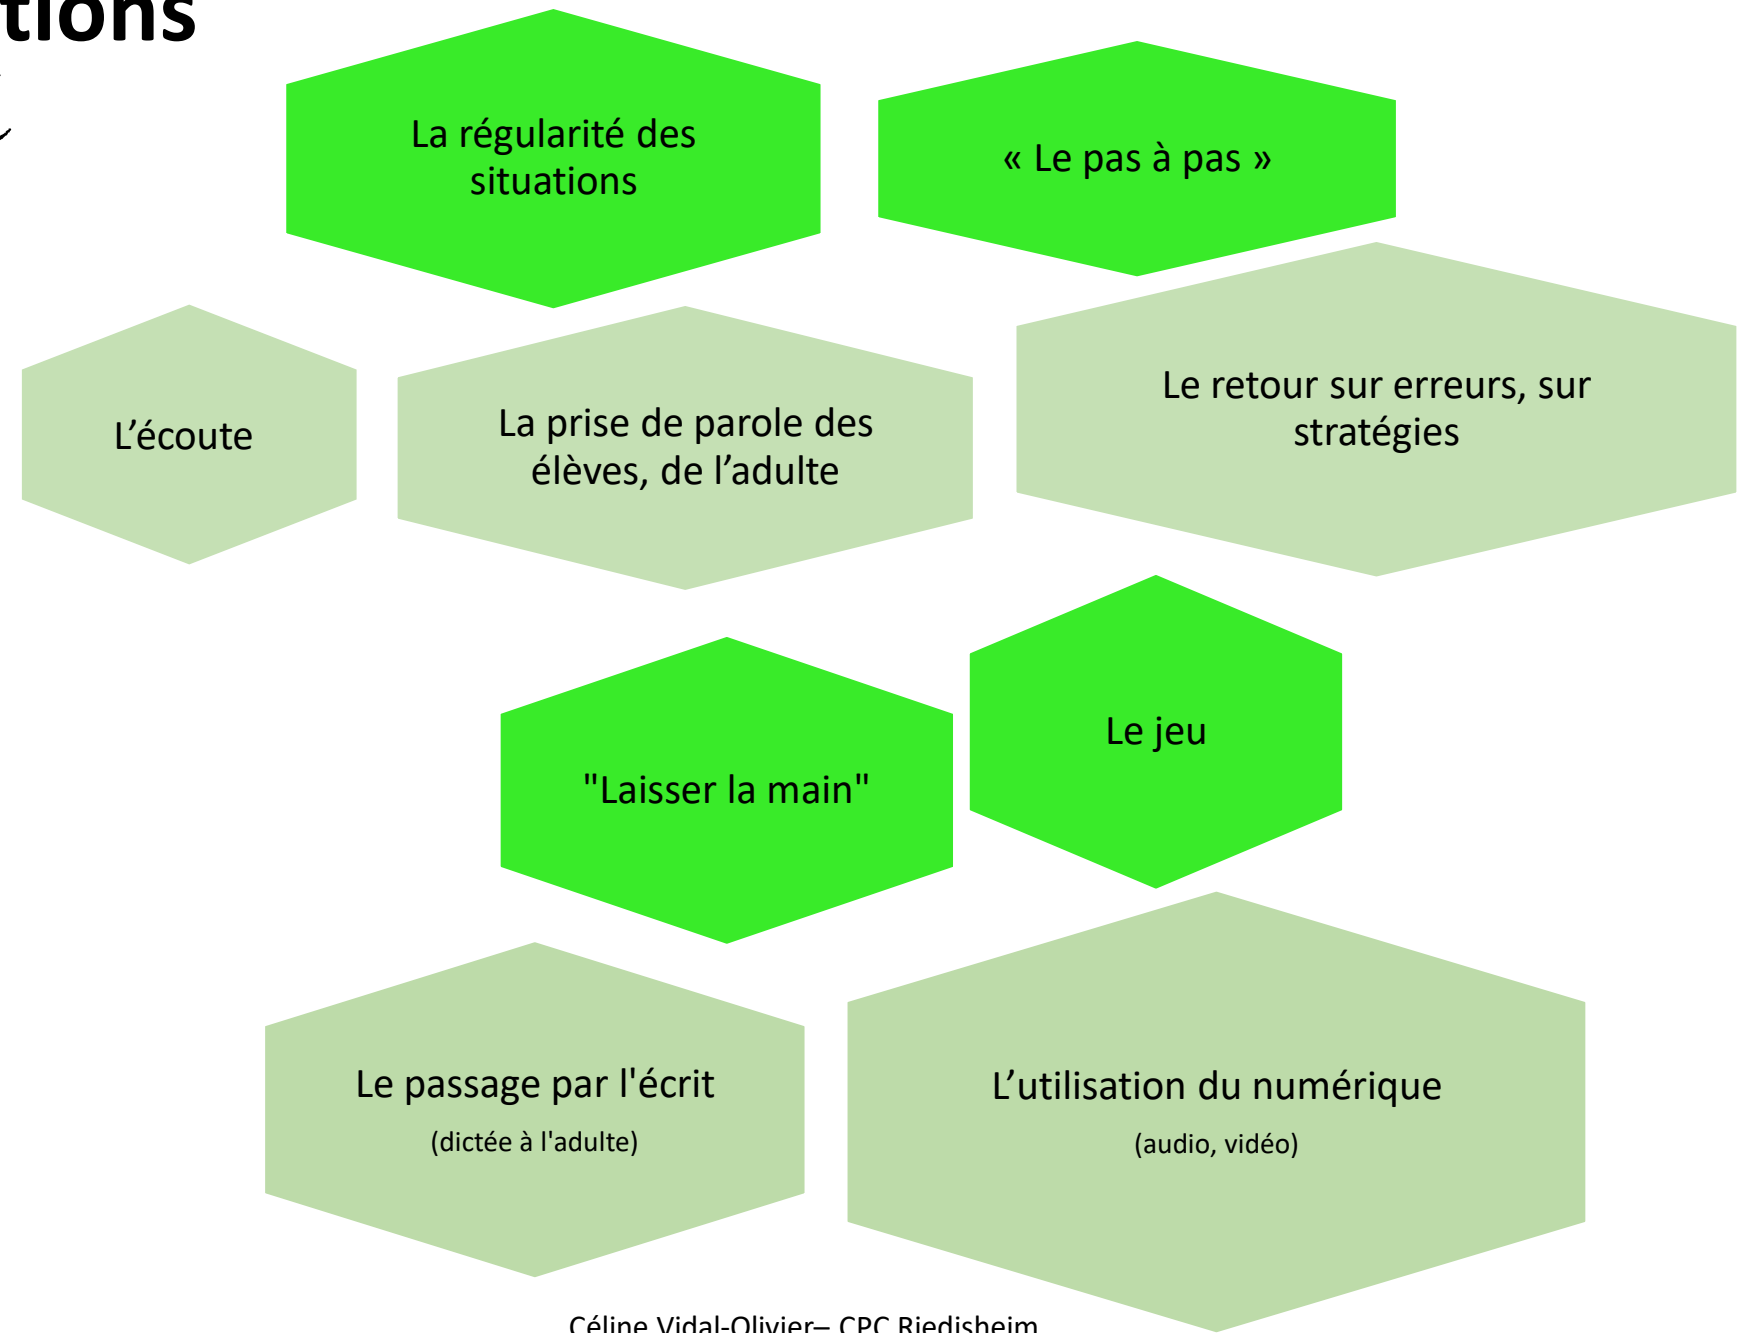 tions
La régularité des
situations
« Le pas à pas »
L’écoute
La prise de parole des
élèves, de l’adulte
Le retour sur erreurs, sur
stratégies
"Laisser la main"
Le jeu
Le passage par l'écrit
(dictée à l'adulte)
L’utilisation du numérique
(audio, vidéo)
Céline Vidal-Olivier– CPC Riedisheim